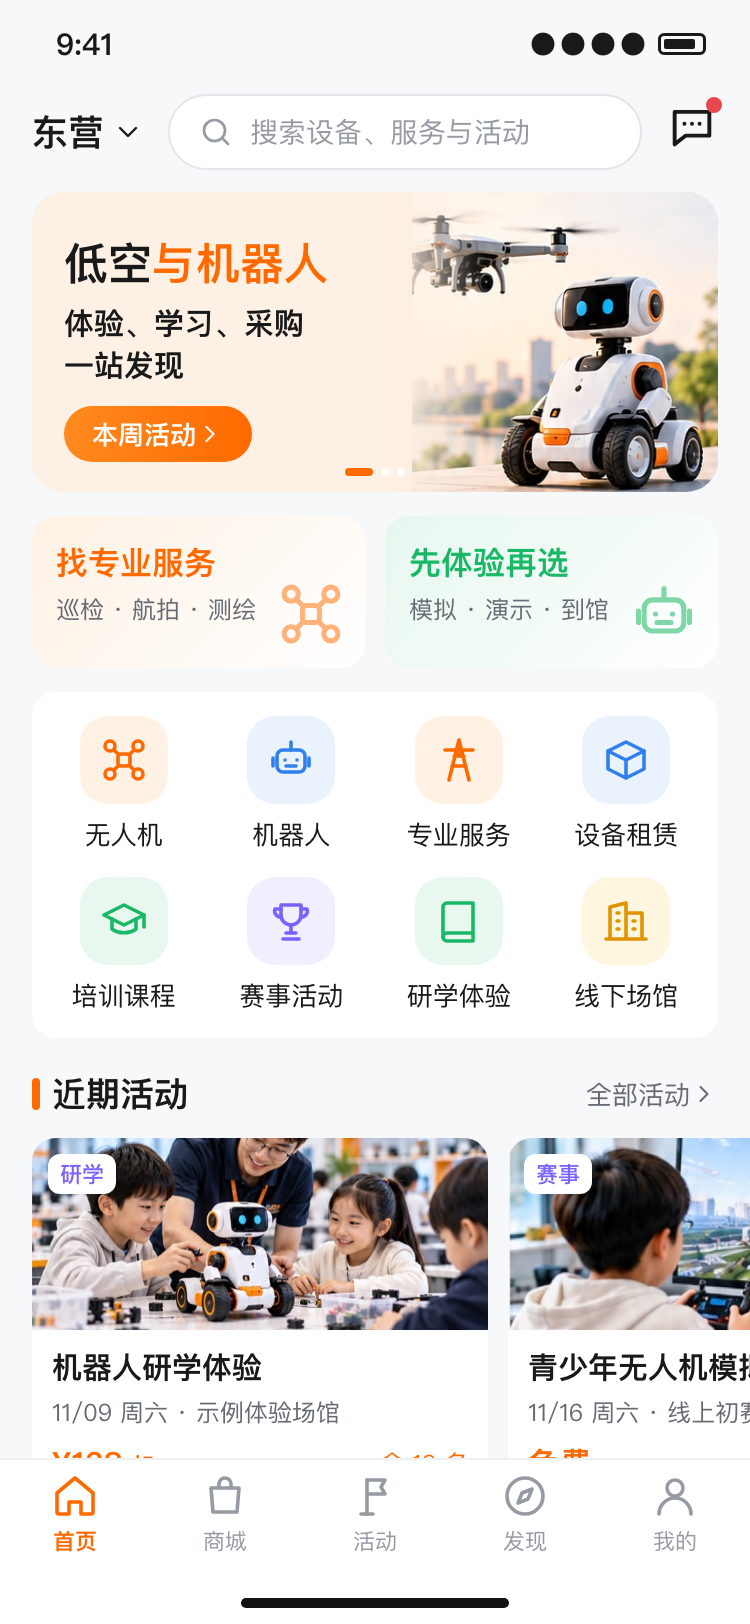 9:41
东营
搜索设备、服务与活动
低空与机器人
体验、学习、采购
一站发现
本周活动
找专业服务
巡检 · 航拍 · 测绘
先体验再选
模拟 · 演示 · 到馆
无人机
机器人
专业服务
设备租赁
培训课程
赛事活动
研学体验
线下场馆
近期活动
全部活动
研学
赛事
机器人研学体验
11/09 周六 · 示例体验场馆
青少年无人机模拟
11/16 周六 · 线上初赛
免费
首页
商城
活动
发现
我的